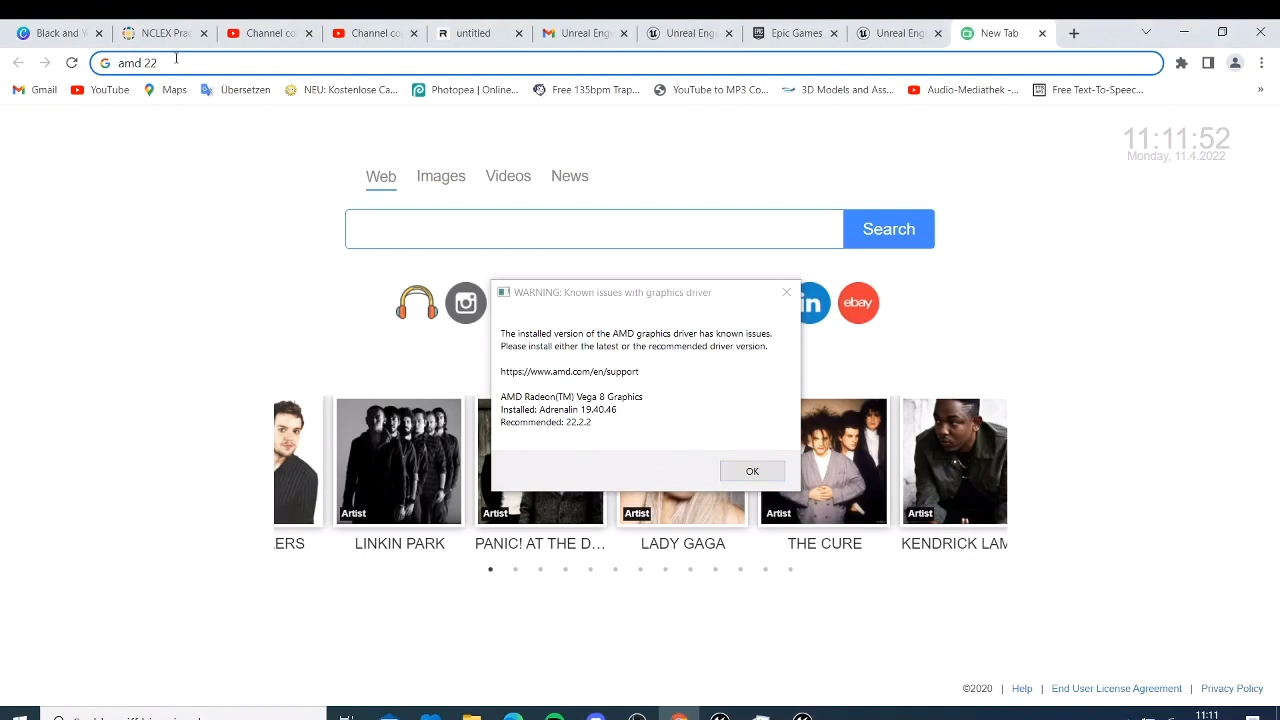 Black and W
NCLEX Prac
Channel co
Channel co
untitled
Unreal Eng
Unreal Eng
Epic Games
Unreal Eng
New Tab
amd 22
Gmail
YouTube
Maps
Übersetzen
NEU: Kostenlose Ca...
Photopea | Online...
Free 135bpm Trap...
YouTube to MP3 Co...
3D Models and Ass...
Audio-Mediathek -...
Free Text-To-Speec...
»
11:11:52
Monday, 11.4.2022
Web
Images
Videos
News
Search
in
ebay
WARNING: Known issues with graphics driver
The installed version of the AMD graphics driver has known issues.
Please install either the latest or the recommended driver version.
https://www.amd.com/en/support
AMD Radeon(TM) Vega 8 Graphics
Installed: Adrenalin 19.40.46
Recommended: 22.2.2
OK
Artist
Artist
Artist
Artist
Artist
ERS
LINKIN PARK
PANIC! AT THE D...
LADY GAGA
THE CURE
KENDRICK LAM
©2020 | Help | End User License Agreement | Privacy Policy
11:11